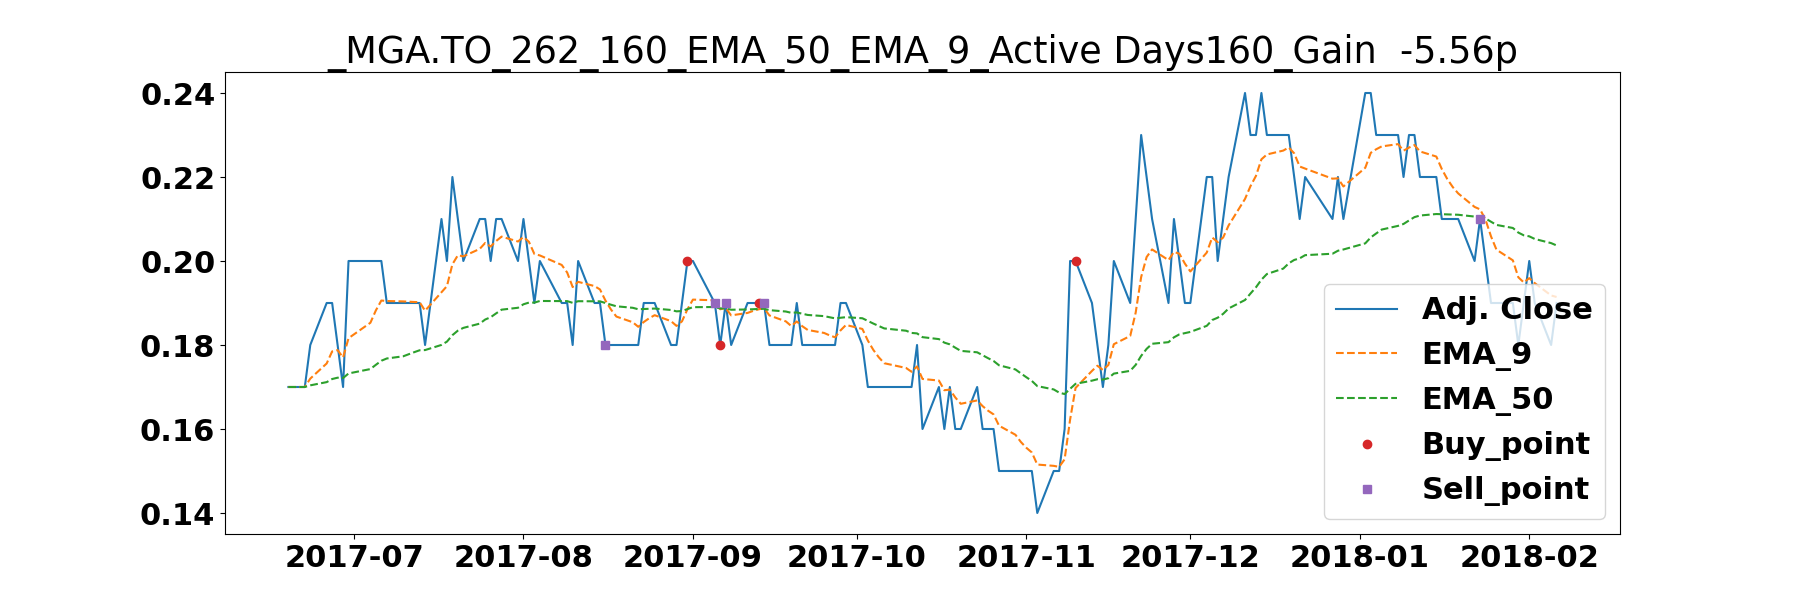 _MGA.TO_262_160_EMA_50_EMA_9_Active Days160_Gain  -5.56p
0.24
0.22
0.20
0.18
0.16
0.14
Adj. Close
EMA_9
EMA_50
Buy_point
Sell_point
2017-07 2017-08 2017-09 2017-10 2017-11 2017-12 2018-01 2018-02